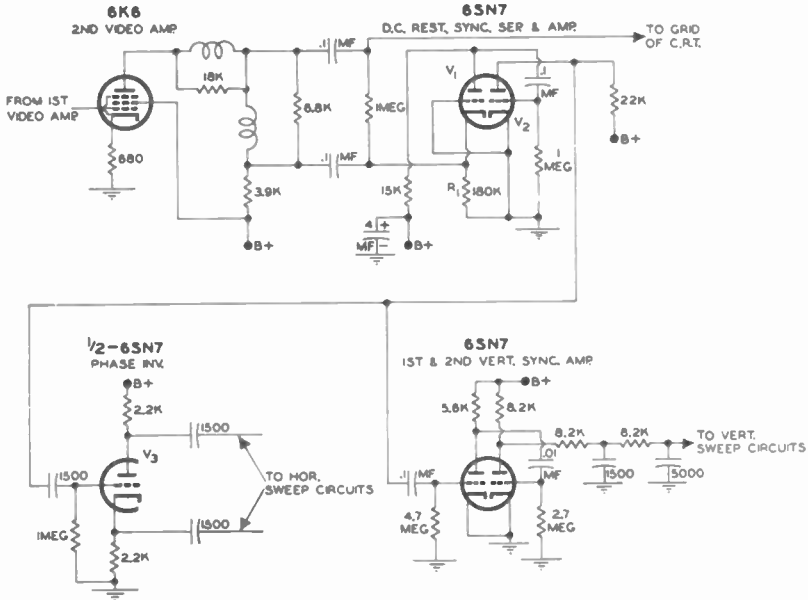 6K6
2ND VIDEO AMP.
6SN7
D.C. REST, SYNC. SEP. & AMP.
TO GRID
OF C.R.T.
.1 MF
18K
V1
.1
MF
FROM 1ST
VIDEO AMP.
6.8K
1MEG
V2
22K
B+
680
.1 MF
1
MEG
3.9K
15K
R1
180K
4 +
MF -
B+
B+
1/2-6SN7
PHASE INV.
6SN7
1ST & 2ND VERT. SYNC. AMP.
B+
B+
2.2K
5.6K
8.2K
1500
8.2K
8.2K
TO VERT.
SWEEP CIRCUITS
V3
.01
MF
1500
5000
1500
TO HOR.
SWEEP CIRCUITS
.1 MF
1500
4.7
MEG
2.7
MEG
1MEG
2.2K